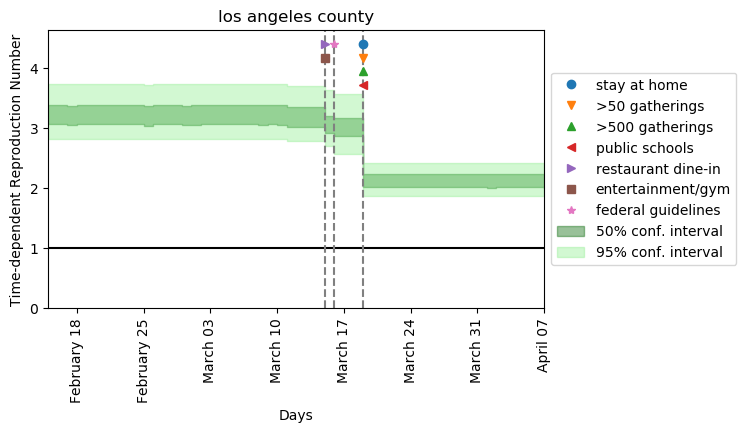 los angeles county
Time-dependent Reproduction Number
4
3
2
1
0
February 18
February 25
March 03
March 10
March 17
March 24
March 31
April 07
Days
stay at home
>50 gatherings
>500 gatherings
public schools
restaurant dine-in
entertainment/gym
federal guidelines
50% conf. interval
95% conf. interval